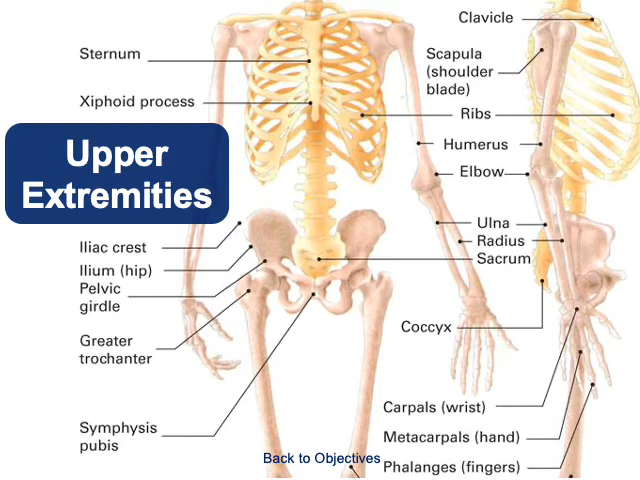 Clavicle
Sternum
Scapula
(shoulder
blade)
Xiphoid process
Ribs
Upper
Extremities
Humerus
Elbow
Ulna
Radius
Sacrum
Iliac crest
Ilium (hip)
Pelvic
girdle
Greater
trochanter
Coccyx
Symphysis
pubis
Carpals (wrist)
Metacarpals (hand)
Phalanges (fingers)
Back to Objectives